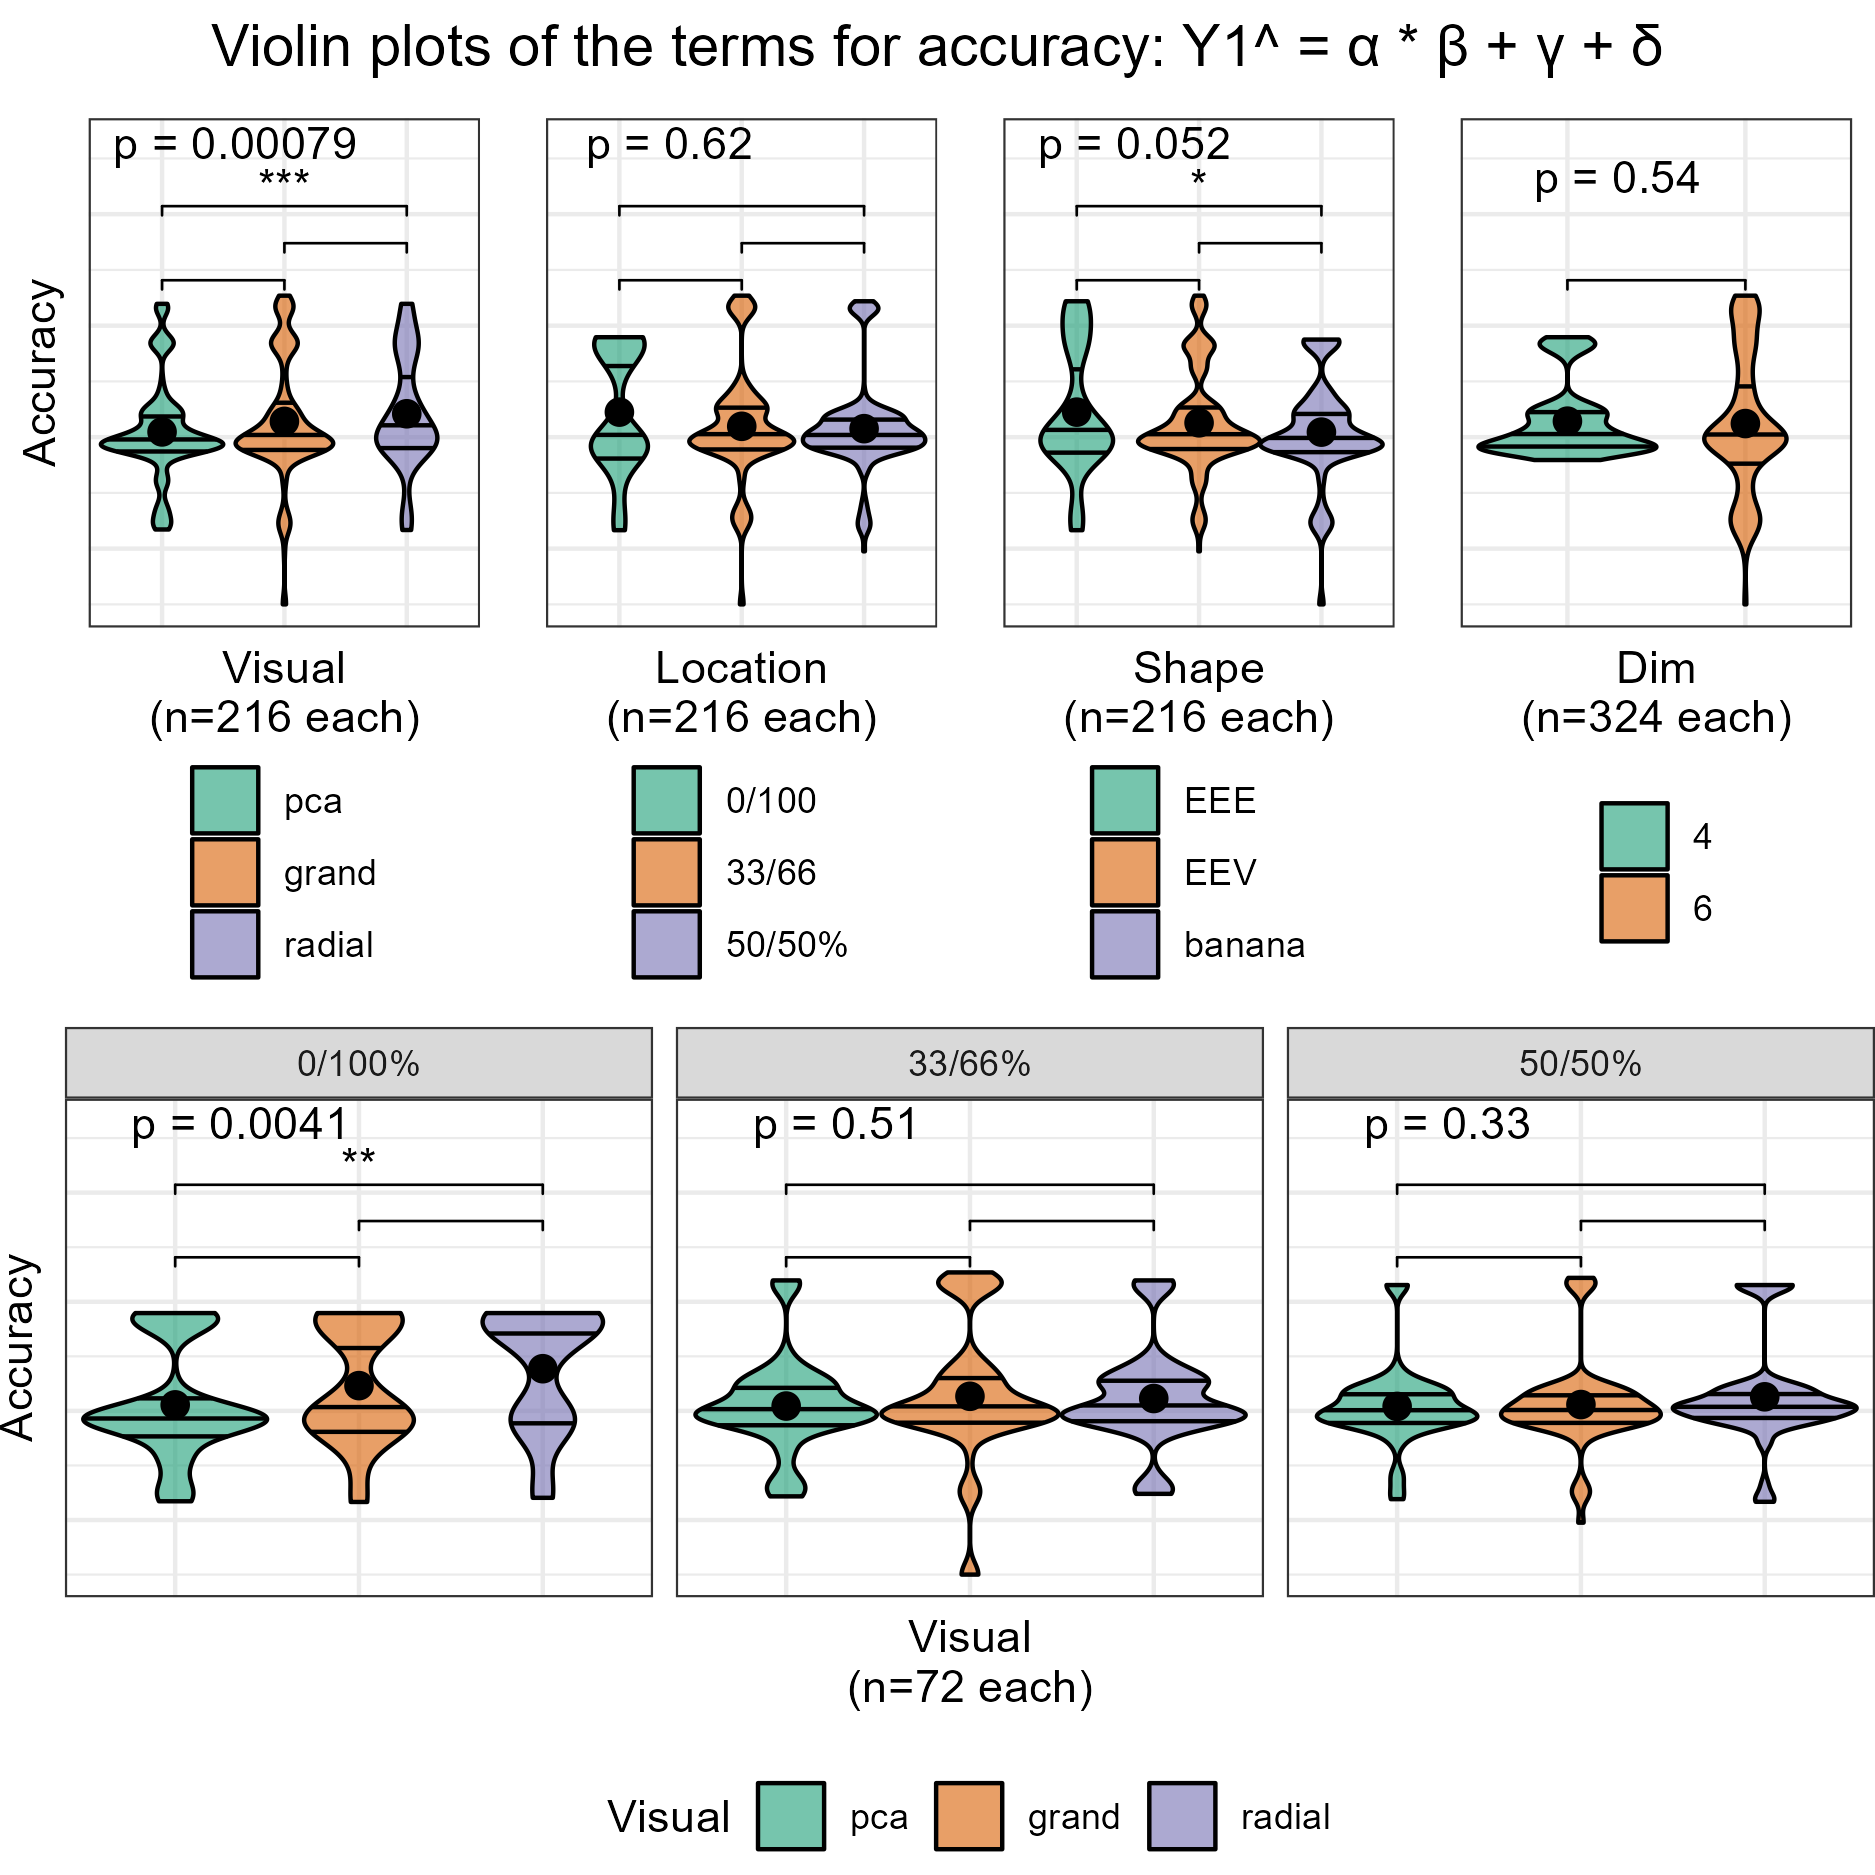 Violin plots of the terms for accuracy: Y1^ = α * β + γ + δ
Accuracy
p = 0.00079
***
p = 0.62
p = 0.052
*
p = 0.54
Visual
(n=216 each)
Location
(n=216 each)
Shape
(n=216 each)
Dim
(n=324 each)
pca
grand
radial
0/100
33/66
50/50%
EEE
EEV
banana
4
6
0/100%
33/66%
50/50%
Accuracy
p = 0.0041
**
p = 0.51
p = 0.33
Visual
(n=72 each)
Visual pca grand radial